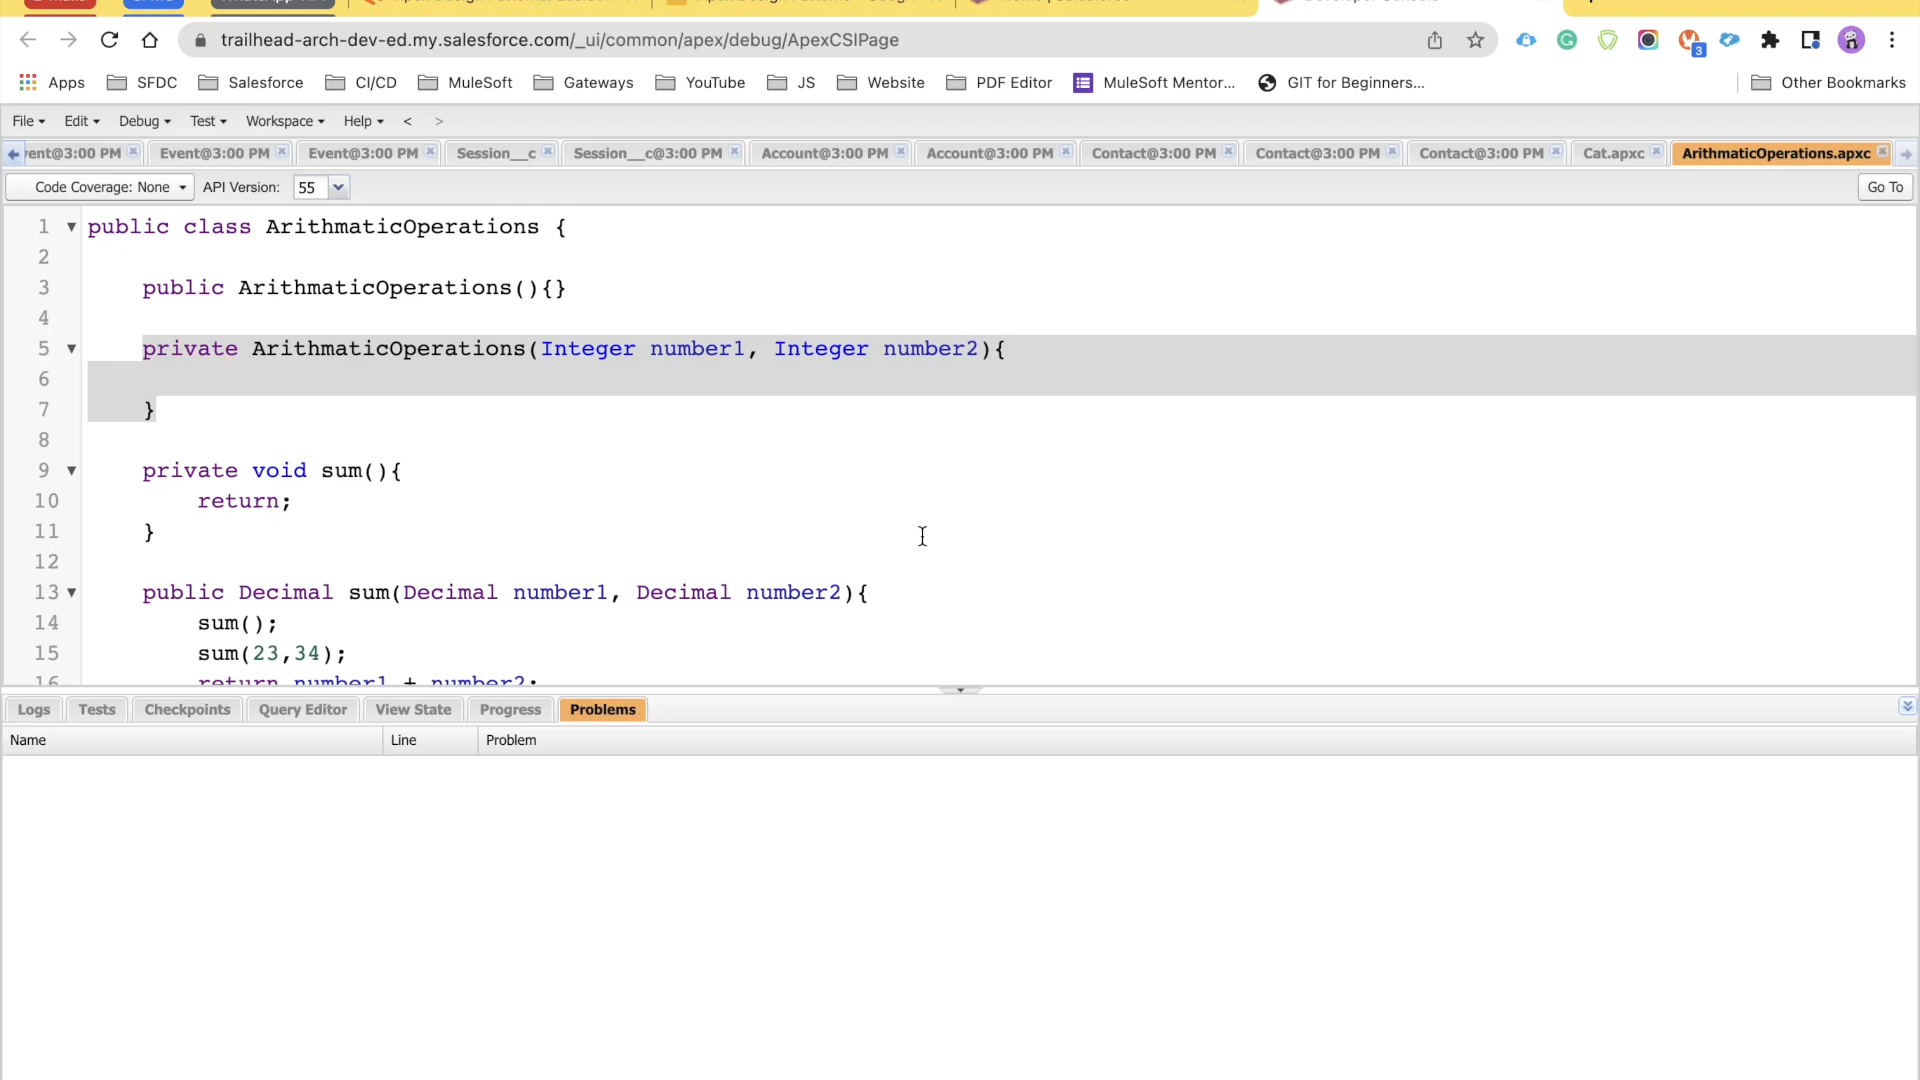 trailhead-arch-dev-ed.my.salesforce.com/_ui/common/apex/debug/ApexCSIPage
3
Apps SFDC Salesforce CI/CD MuleSoft Gateways YouTube JS Website PDF Editor MuleSoft Mentor... GIT for Beginners... Other Bookmarks
File Edit Debug Test Workspace Help < >
vent@3:00 PM Event@3:00 PM Event@3:00 PM Session__c Session__c@3:00 PM Account@3:00 PM Account@3:00 PM Contact@3:00 PM Contact@3:00 PM Contact@3:00 PM Cat.apxc ArithmaticOperations.apxc
Code Coverage: None API Version: 55 Go To
1 public class ArithmaticOperations {
2
3 public ArithmaticOperations(){}
4
5 private ArithmaticOperations(Integer number1, Integer number2){
6
7 }
8
9 private void sum(){
10 return;
11 }
12
13 public Decimal sum(Decimal number1, Decimal number2){
14 sum();
15 sum(23,34);
16 return number1 + number2;
Logs Tests Checkpoints Query Editor View State Progress Problems
Name Line Problem